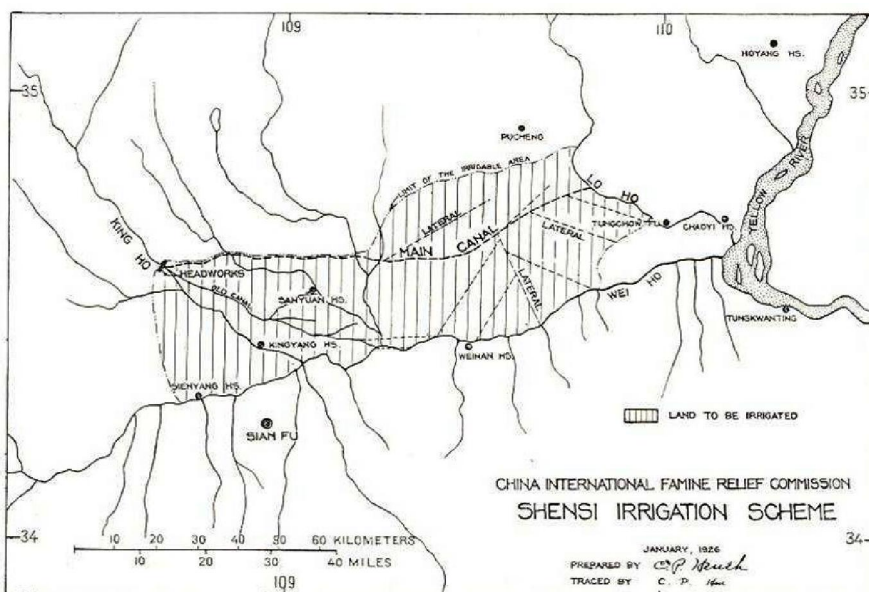 109
110
HOYANG HS.
35
35
PUCHENG
LIMIT OF THE IRRIGABLE AREA
LO HO
YELLOW RIVER
KING HO
LATERAL
TUNGCHOW FU
CHAOYI HS.
MAIN CANAL
LATERAL
HEADWORKS
OLD CANAL
SANYUAN HS.
LATERAL
WEI HO
TUNGKWANTING
KINGYANG HS.
WEINAN HS.
SIENYANG HS.
LAND TO BE IRRIGATED
SIAN FU
CHINA INTERNATIONAL FAMINE RELIEF COMMISSION
SHENSI IRRIGATION SCHEME
34
34
10 20 30 40 50 60 KILOMETERS
10 20 30 40 MILES
109
JANUARY, 1926
PREPARED BY
TRACED BY C. P.